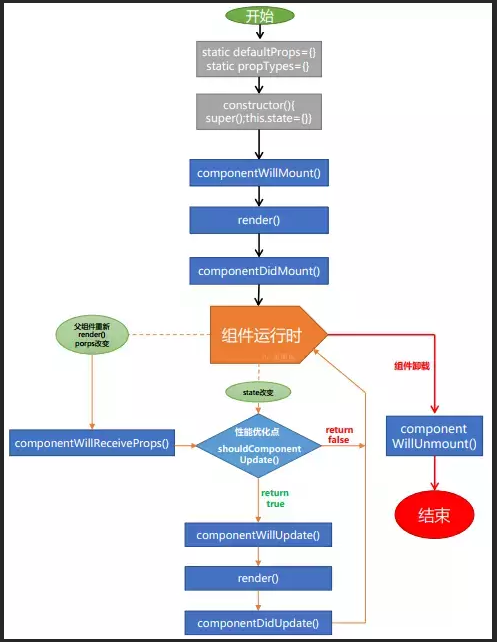 开始
static defaultProps={}
static propTypes={}
constructor(){
super();this.state={}}
componentWillMount()
render()
componentDidMount()
父组件重新
render()
porps改变
组件运行时
组件卸载
state改变
componentWillReceiveProps()
性能优化点
shouldComponent
Update()
return
false
component
WillUnmount()
return
true
结束
componentWillUpdate()
render()
componentDidUpdate()